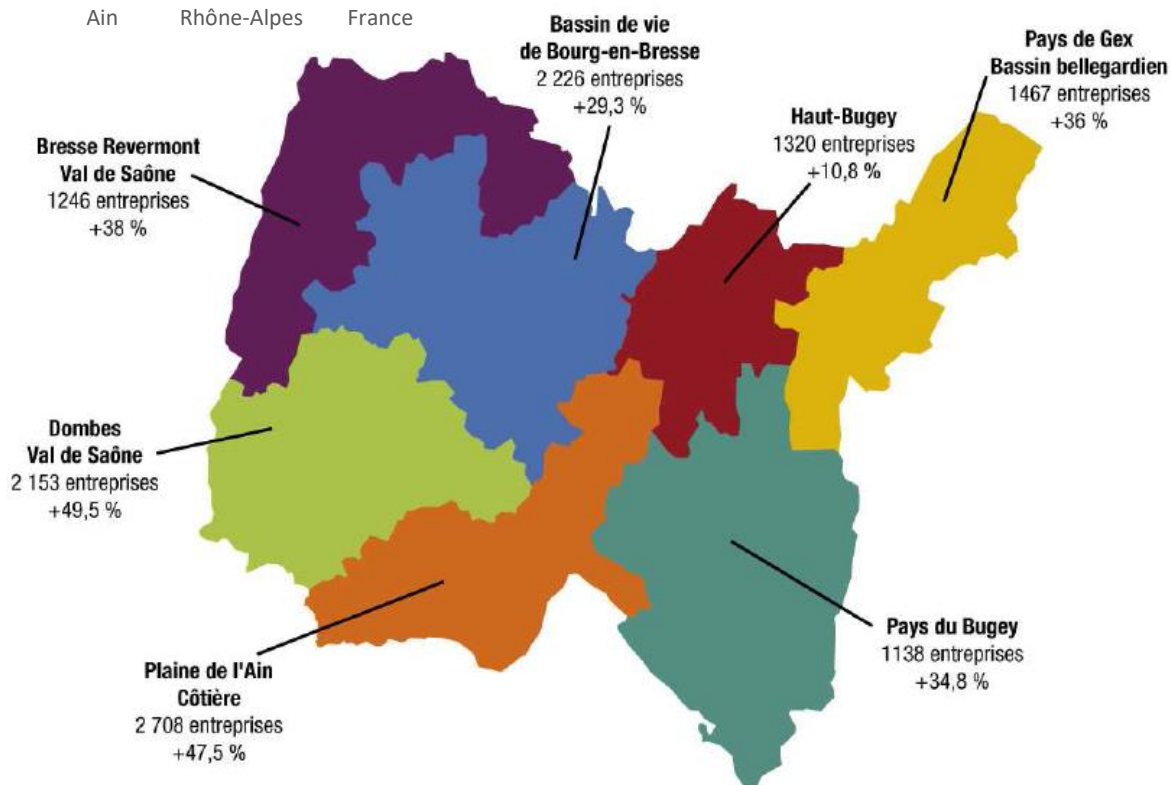 Ain Rhône-Alpes France
Bassin de vie
de Bourg-en-Bresse
2 226 entreprises
+29,3 %
Pays de Gex
Bassin bellegardien
1467 entreprises
+36 %
Haut-Bugey
1320 entreprises
+10,8 %
Bresse Revermont
Val de Saône
1246 entreprises
+38 %
Dombes
Val de Saône
2 153 entreprises
+49,5 %
Pays du Bugey
1138 entreprises
+34,8 %
Plaine de l'Ain
Côtière
2 708 entreprises
+47,5 %